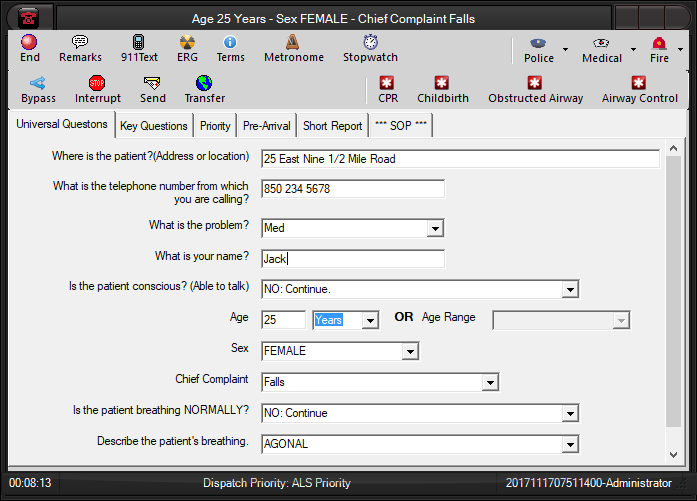 Age 25 Years - Sex FEMALE - Chief Complaint Falls
End Remarks 911Text ERG Terms Metronome Stopwatch Police Medical Fire
STOP
Bypass Interrupt Send Transfer CPR Childbirth Obstructed Airway Airway Control
Universal Questons Key Questions Priority Pre-Arrival Short Report *** SOP ***
Where is the patient?(Address or location) 25 East Nine 1/2 Mile Road
What is the telephone number from which 850 234 5678
you are calling?
What is the problem? Med
What is your name? Jack
Is the patient conscious? (Able to talk) NO: Continue.
Age 25 Years OR Age Range
Sex FEMALE
Chief Complaint Falls
Is the patient breathing NORMALLY? NO: Continue
Describe the patient's breathing. AGONAL
00:08:13 Dispatch Priority: ALS Priority 2017111707511400-Administrator